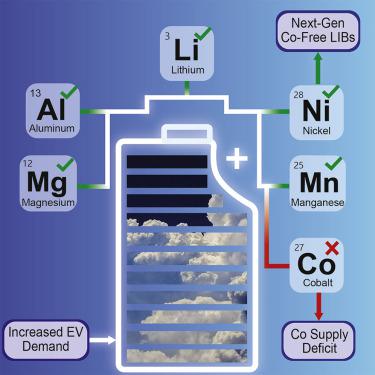 Next-Gen
Co-Free LIBs
3
Li
Lithium
13
Al
Aluminum
28
Ni
Nickel
12
Mg
Magnesium
+
25
Mn
Manganese
27
Co
Cobalt
Increased EV
Demand
Co Supply
Deficit